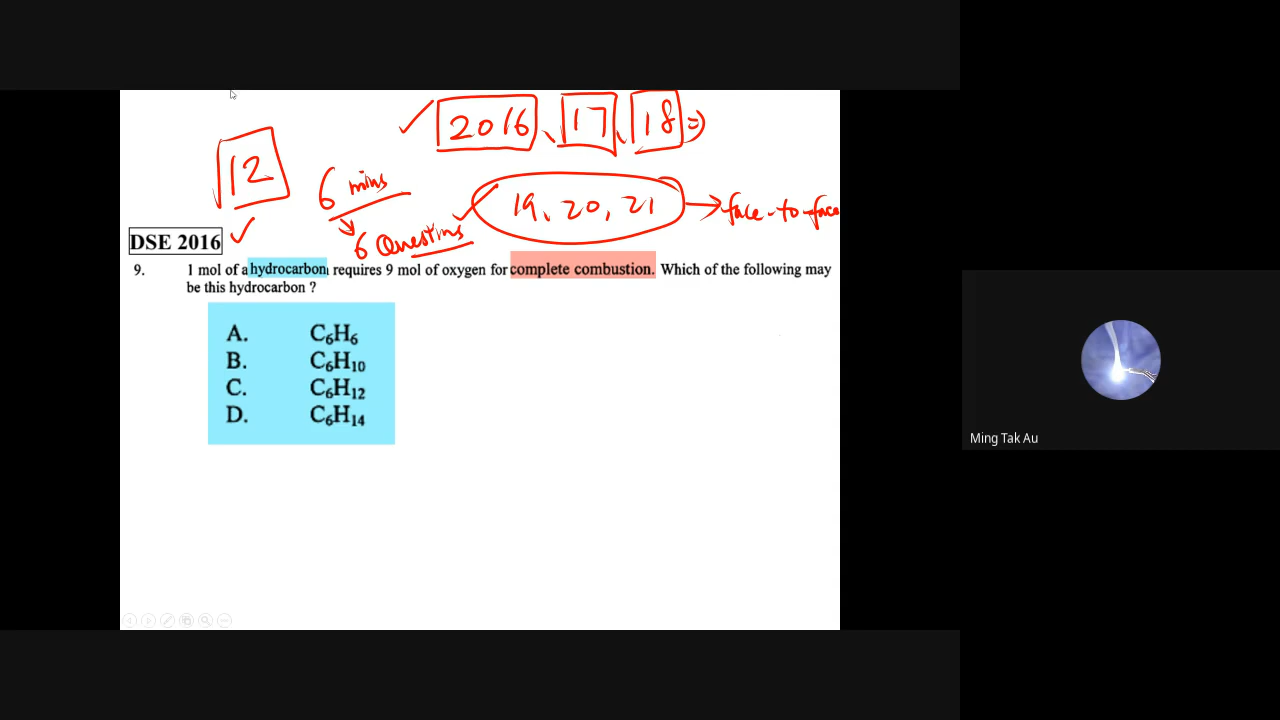 2016、17、18 ⇒
12
6 mins
19、20、21 → face-to-face
6 Questions
DSE 2016
9. 1 mol of a hydrocarbon requires 9 mol of oxygen for complete combustion. Which of the following may
be this hydrocarbon ?
A. C₆H₆
B. C₆H₁₀
C. C₆H₁₂
D. C₆H₁₄
Ming Tak Au